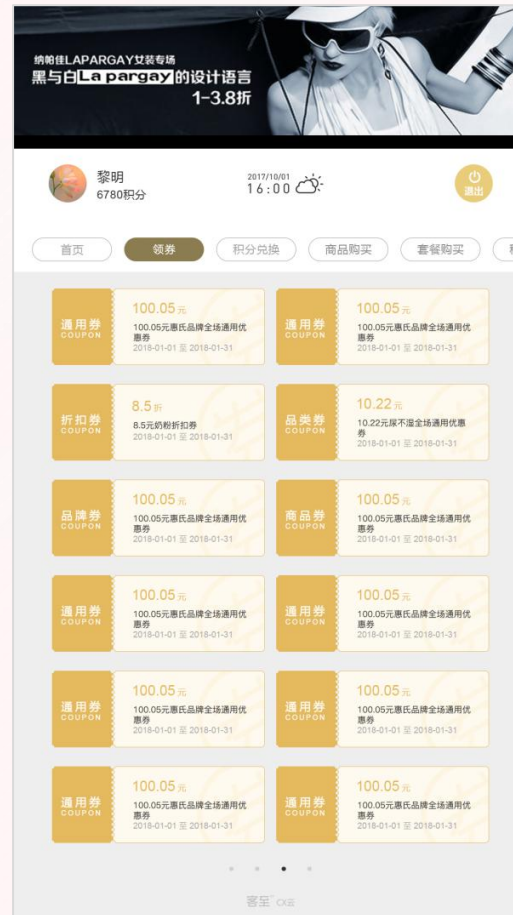 纳帕佳LAPARGAY女装专场
黑与白La pargay的设计语言
1-3.8折
黎明
6780积分
2017/10/01
16:00
退出
首页
领券
积分兑换
商品购买
套餐购买
通用券
COUPON
100.05元
100.05元惠氏品牌全场通用优
惠券
2018-01-01 至 2018-01-31
通用券
COUPON
100.05元
100.05元惠氏品牌全场通用优
惠券
2018-01-01 至 2018-01-31
折扣券
COUPON
8.5折
8.5元奶粉折扣券
2018-01-01 至 2018-01-31
品类券
COUPON
10.22元
10.22元尿不湿全场通用优惠
券
2018-01-01 至 2018-01-31
品牌券
COUPON
100.05元
100.05元惠氏品牌全场通用优
惠券
2018-01-01 至 2018-01-31
商品券
COUPON
100.05元
100.05元惠氏品牌全场通用优
惠券
2018-01-01 至 2018-01-31
通用券
COUPON
100.05元
100.05元惠氏品牌全场通用优
惠券
2018-01-01 至 2018-01-31
通用券
COUPON
100.05元
100.05元惠氏品牌全场通用优
惠券
2018-01-01 至 2018-01-31
通用券
COUPON
100.05元
100.05元惠氏品牌全场通用优
惠券
2018-01-01 至 2018-01-31
通用券
COUPON
100.05元
100.05元惠氏品牌全场通用优
惠券
2018-01-01 至 2018-01-31
通用券
COUPON
100.05元
100.05元惠氏品牌全场通用优
惠券
2018-01-01 至 2018-01-31
通用券
COUPON
100.05元
100.05元惠氏品牌全场通用优
惠券
2018-01-01 至 2018-01-31
客至